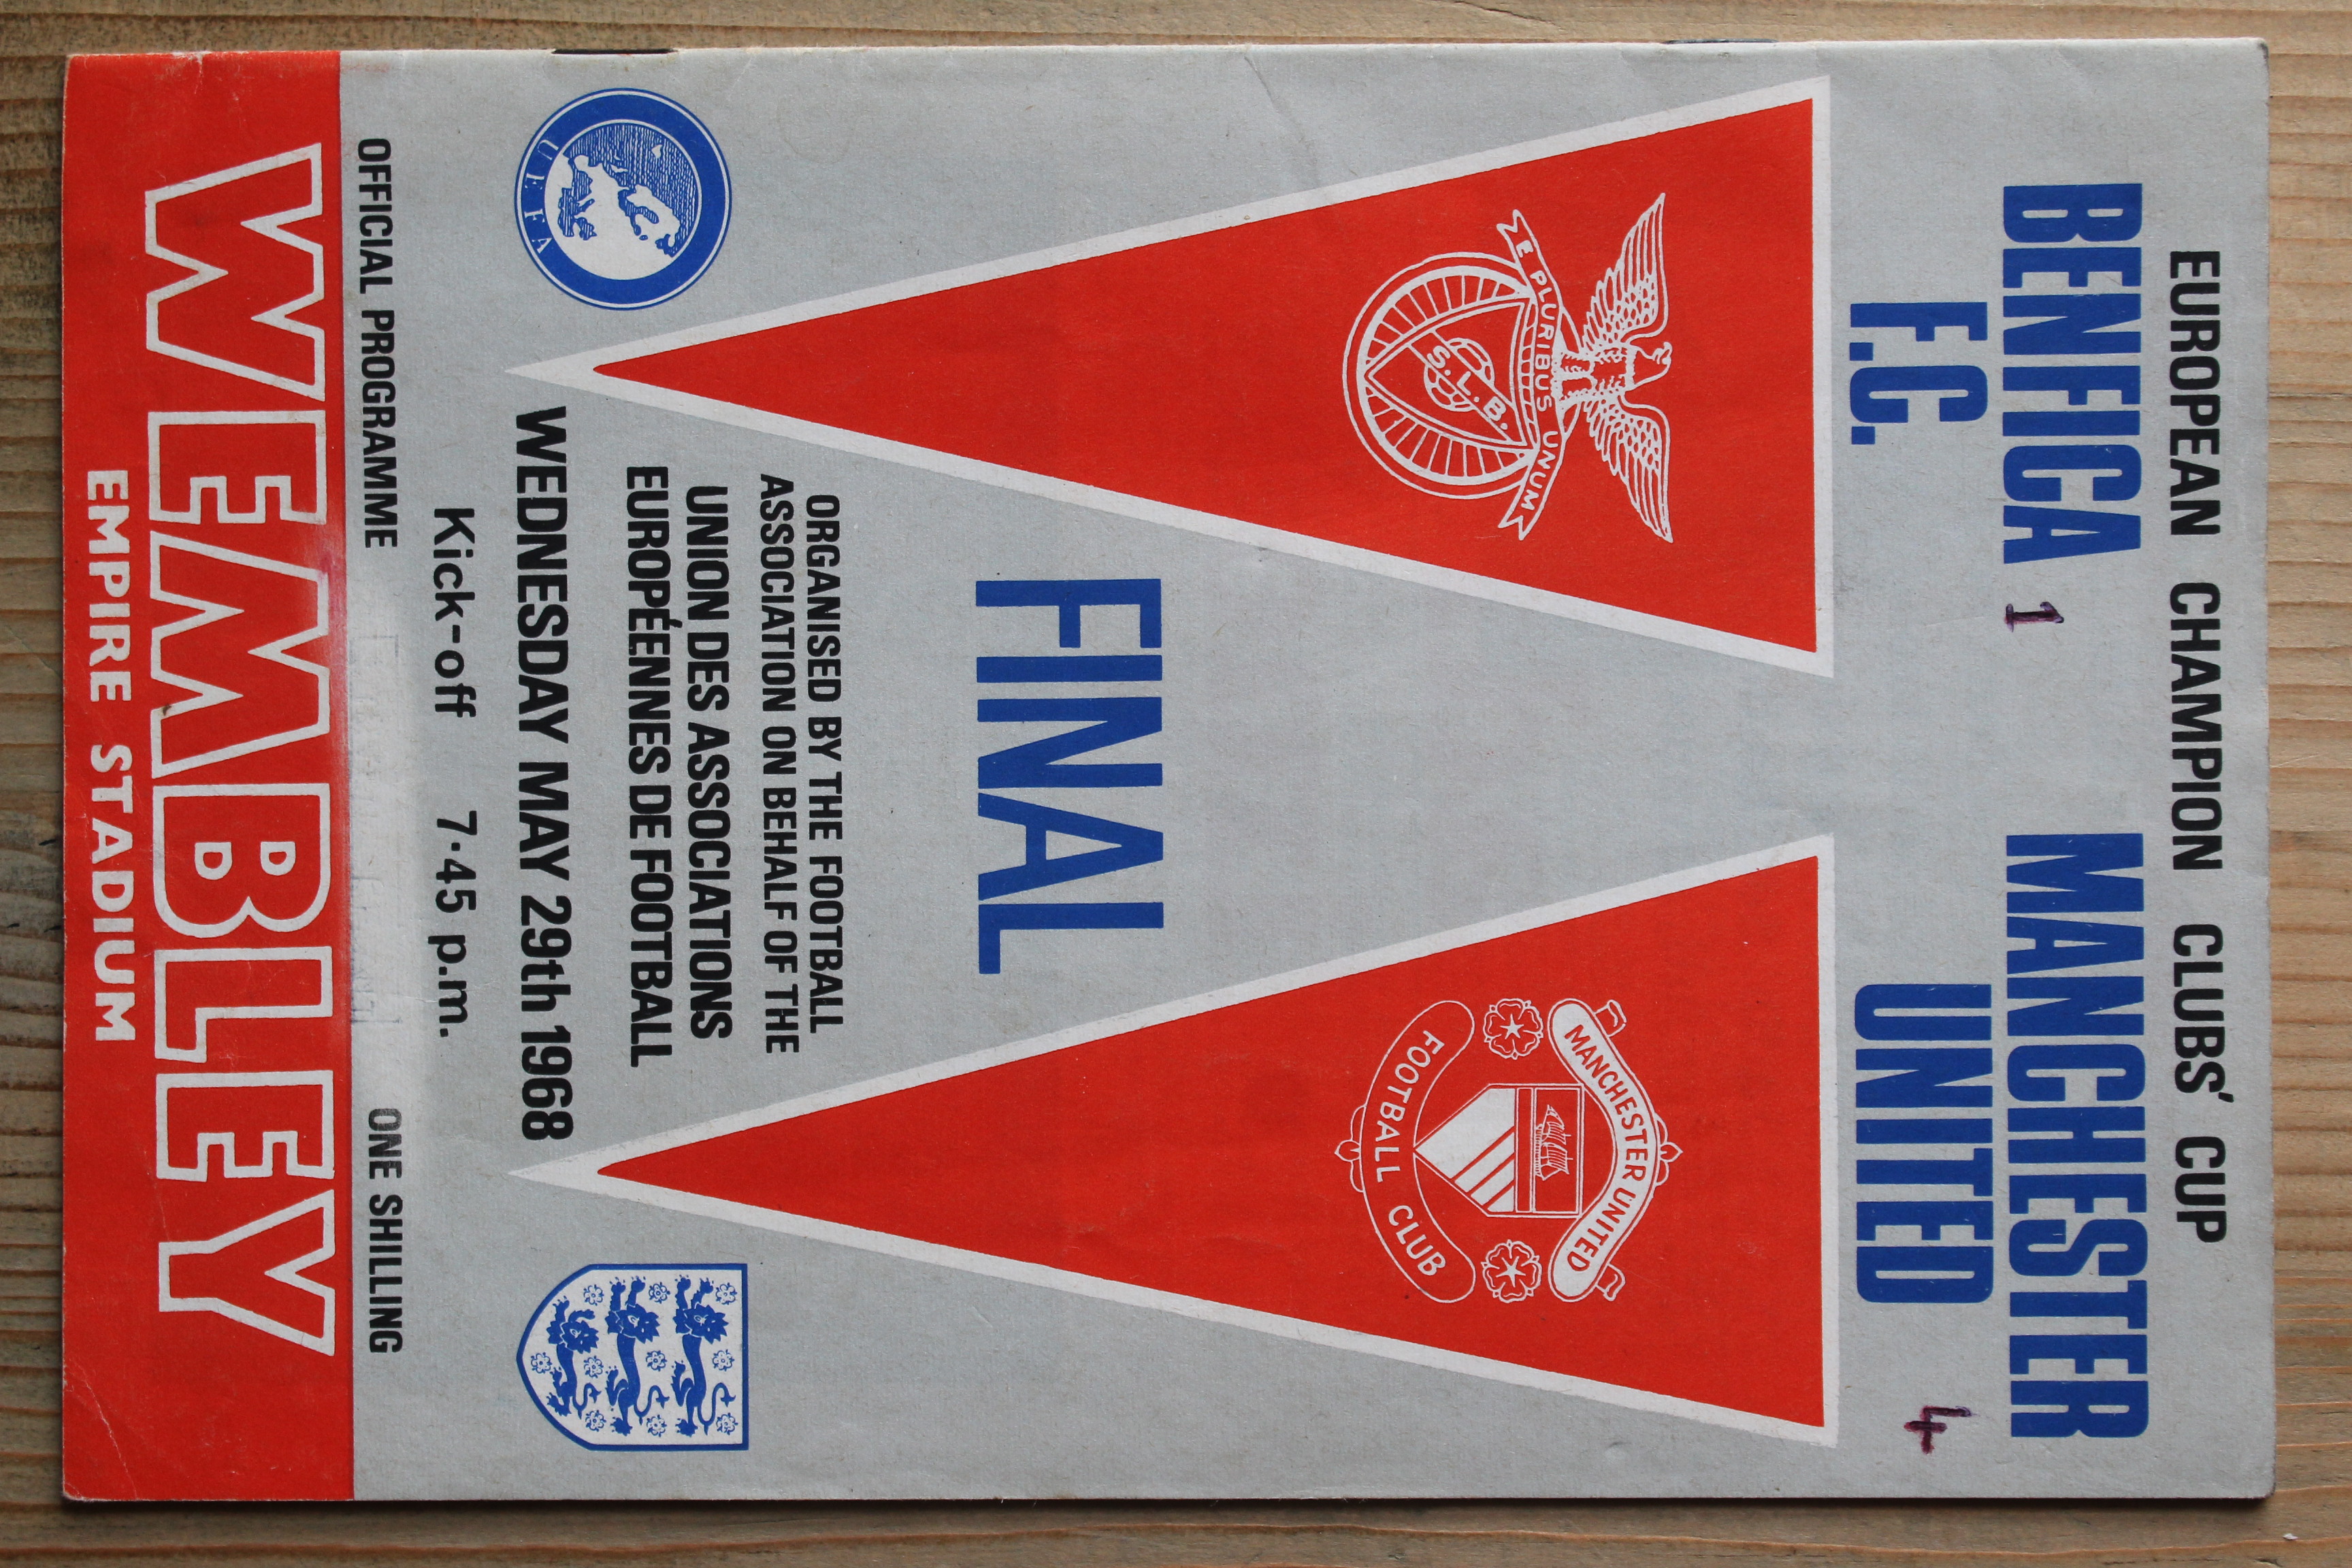 EUROPEAN CHAMPION CLUBS' CUP
BENFICA 1
F.C.
MANCHESTER
UNITED 4
E PLURIBUS UNUM
S.L.B.
MANCHESTER UNITED
FOOTBALL CLUB
FINAL
ORGANISED BY THE FOOTBALL
ASSOCIATION ON BEHALF OF THE
UNION DES ASSOCIATIONS
EUROPÉENNES DE FOOTBALL
WEDNESDAY MAY 29th 1968
Kick-off 7·45 p.m.
UEFA
OFFICIAL PROGRAMME
ONE SHILLING
WEMBLEY
EMPIRE STADIUM